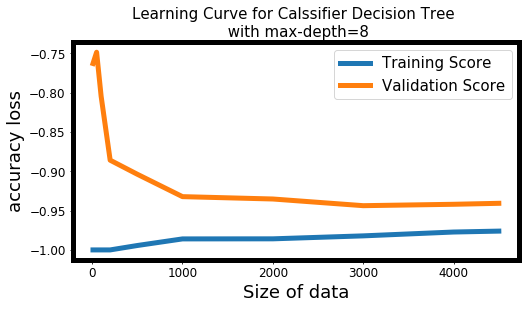 Learning Curve for Calssifier Decision Tree
with max-depth=8
Training Score
Validation Score
accuracy loss
−0.75
−0.80
−0.85
−0.90
−0.95
−1.00
0
1000
2000
3000
4000
Size of data